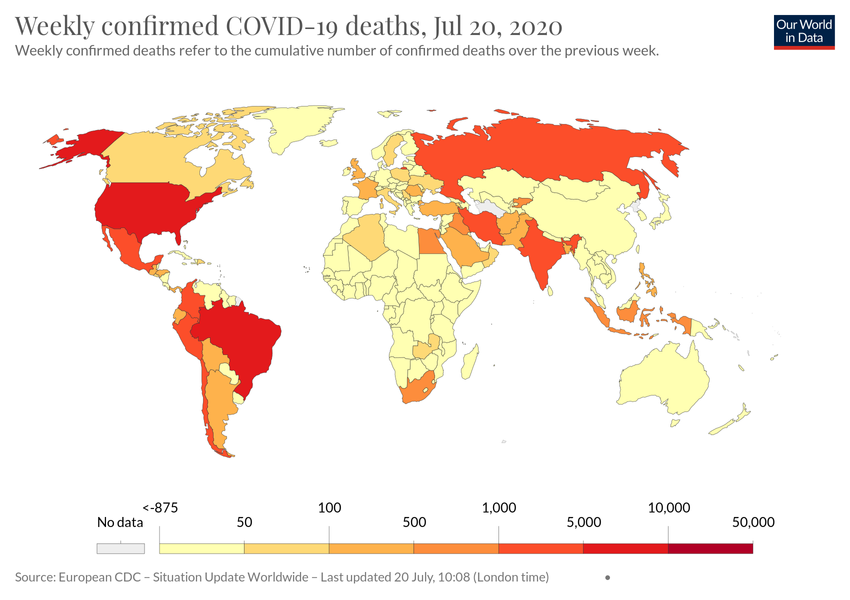 Weekly confirmed COVID-19 deaths, Jul 20, 2020
Weekly confirmed deaths refer to the cumulative number of confirmed deaths over the previous week.
Our World
in Data
<-875 100 1,000 10,000
No data 50 500 5,000 50,000
Source: European CDC – Situation Update Worldwide – Last updated 20 July, 10:08 (London time) •